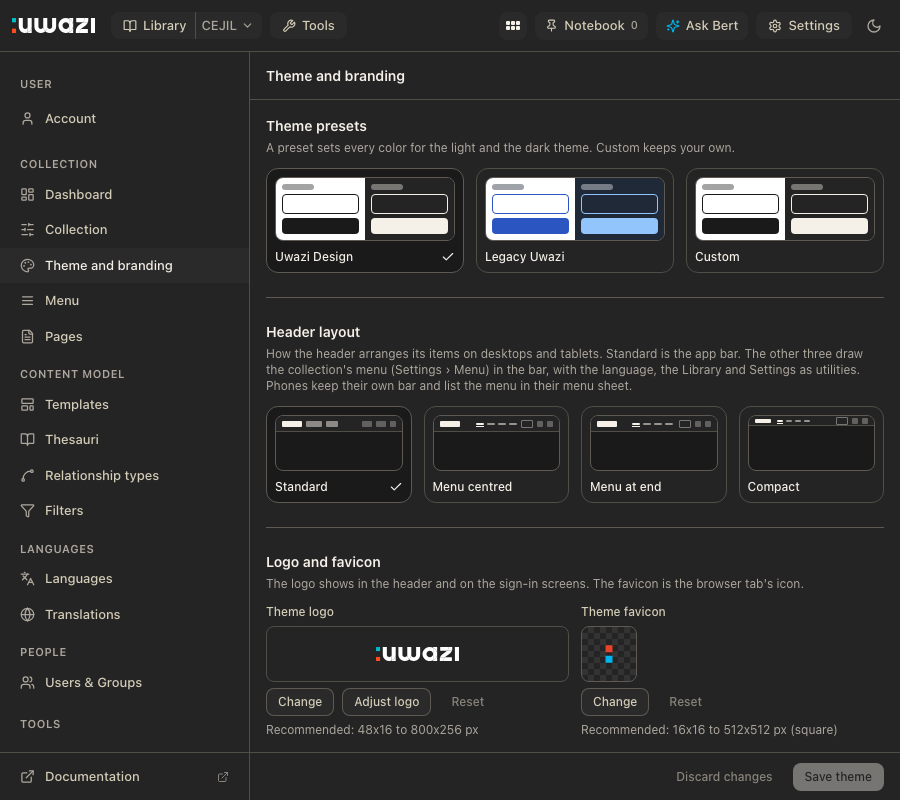 :uwazi
Library
CEJIL
Tools
Notebook 0
Ask Bert
Settings
USER
Account
COLLECTION
Dashboard
Collection
Theme and branding
Menu
Pages
CONTENT MODEL
Templates
Thesauri
Relationship types
Filters
LANGUAGES
Languages
Translations
PEOPLE
Users & Groups
TOOLS
Documentation
Theme and branding
Theme presets
A preset sets every color for the light and the dark theme. Custom keeps your own.
Uwazi Design
Legacy Uwazi
Custom
Header layout
How the header arranges its items on desktops and tablets. Standard is the app bar. The other three draw
the collection's menu (Settings › Menu) in the bar, with the language, the Library and Settings as utilities.
Phones keep their own bar and list the menu in their menu sheet.
Standard
Menu centred
Menu at end
Compact
Logo and favicon
The logo shows in the header and on the sign-in screens. The favicon is the browser tab's icon.
Theme logo
Theme favicon
:uwazi
Change
Adjust logo
Reset
Change
Reset
Recommended: 48x16 to 800x256 px
Recommended: 16x16 to 512x512 px (square)
Discard changes
Save theme